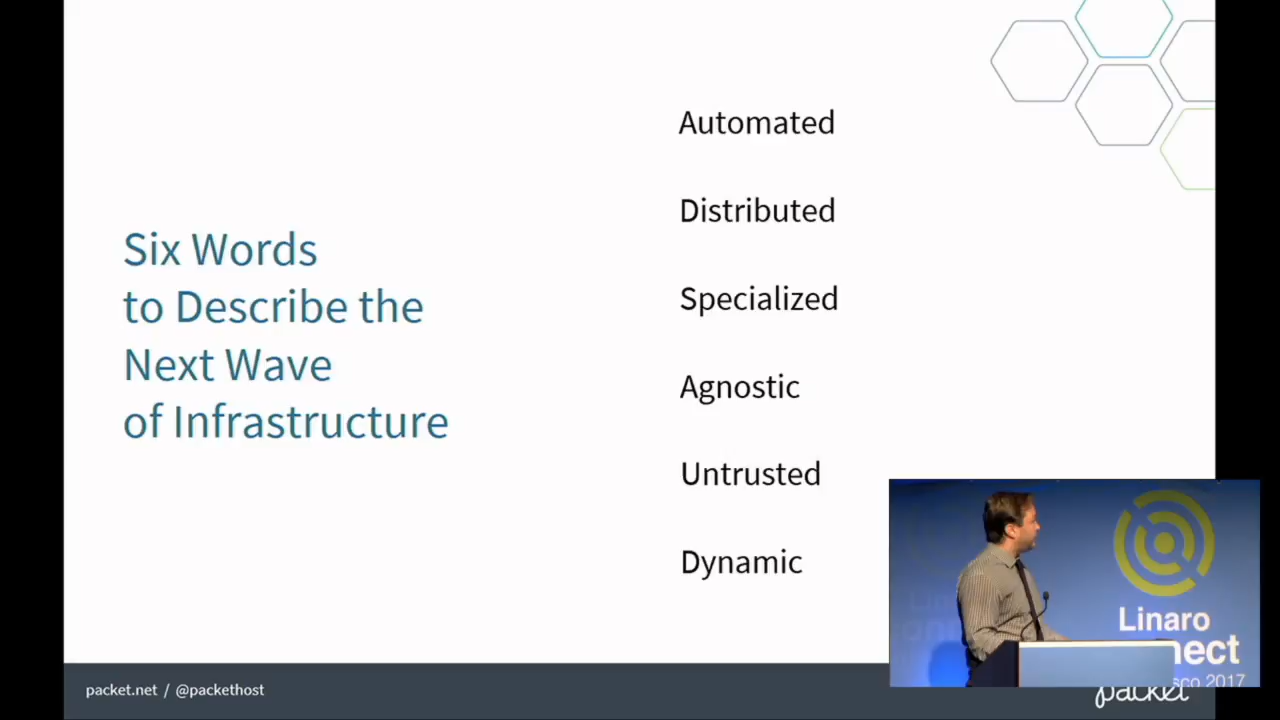 Six Words
to Describe the
Next Wave
of Infrastructure
Automated
Distributed
Specialized
Agnostic
Untrusted
Dynamic
Linaro
nect
sco 2017
packet.net / @packethost
packet